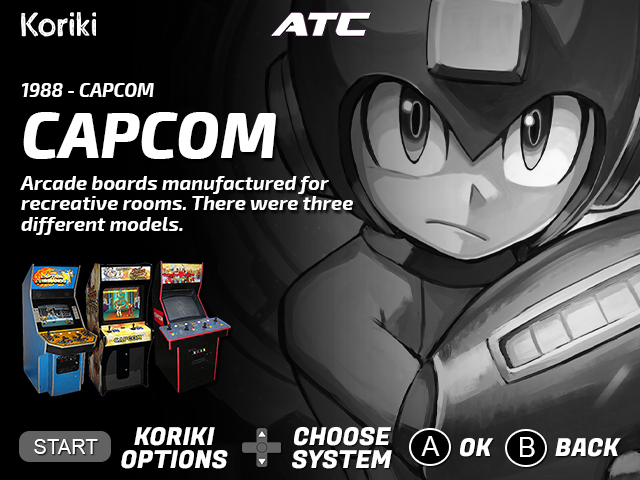 Koriki
ATC
1988 - CAPCOM
CAPCOM
Arcade boards manufactured for
recreative rooms. There were three
different models.
CAPCOM
START
KORIKI
OPTIONS
CHOOSE
SYSTEM
A OK
B BACK